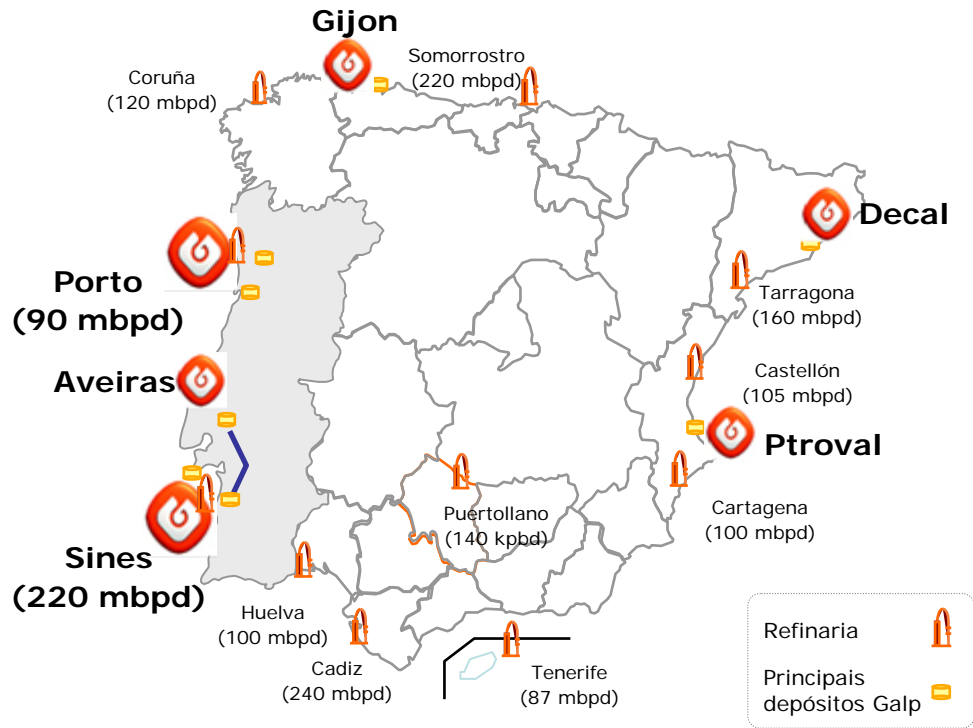 Gijon
Somorrostro
(220 mbpd)
Coruña
(120 mbpd)
Decal
Porto
(90 mbpd)
Tarragona
(160 mbpd)
Aveiras
Castellón
(105 mbpd)
Ptroval
Puertollano
(140 kpbd)
Cartagena
(100 mbpd)
Sines
(220 mbpd)
Huelva
(100 mbpd)
Cadiz
(240 mbpd)
Tenerife
(87 mbpd)
Refinaria
Principais
depósitos Galp